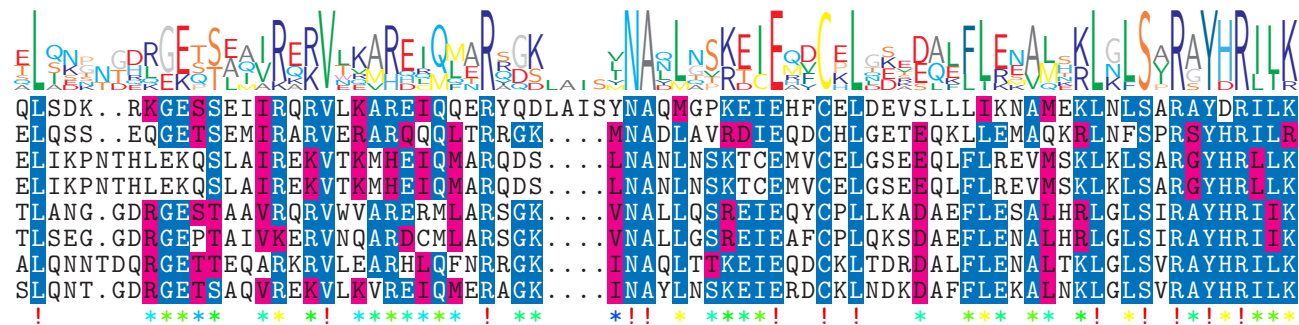 QLSDK..RKGESSEIIRQRVLKAREIQQERYQDLAISYNAQMGPKEIEHFCELDEVSLLLIKNAMEKLNLSARAYDRILK
ELQSS..EQGETSEMIRARVERARQQQLTRRGK....MNADLAVRDIEQDCHLGETEQKLLEMAQKRLNFSPRSYHRILR
ELIKPNTHLEKQSLAIREKVTKMHEIQMARQDS....LNANLNSKTCEMVCELGSEEQLFLREVMSKLKLSARGYHRLLK
ELIKPNTHLEKQSLAIREKVTKMHEIQMARQDS....LNANLNSKTCEMVCELGSEEQLFLREVMSKLKLSARGYHRLLK
TLANG.GDRGESTAAVRQRVWVARERMLARSGK....VNALLQSREIEQYCPLLKADAEFLESALHRLGLSIRAYHRIIK
TLSEG.GDRGEPTAIVKERVNQARDCMLARSGK....VNALLGSREIEAFCPLQKSDAEFLENALHRLGLSIRAYHRIIK
ALQNNTDQRGETTEQARKRVLEARHLQFNRRGK....INAQLTTKEIEQDCKLTDRDALFLENALTKLGLSVRAYHRILK
SLQNT.GDRGETSAQVREKVLKVREIQMERAGK....INAYLNSKEIERDCKLNDKDAFFLEKALNKLGLSVRAYHRILK